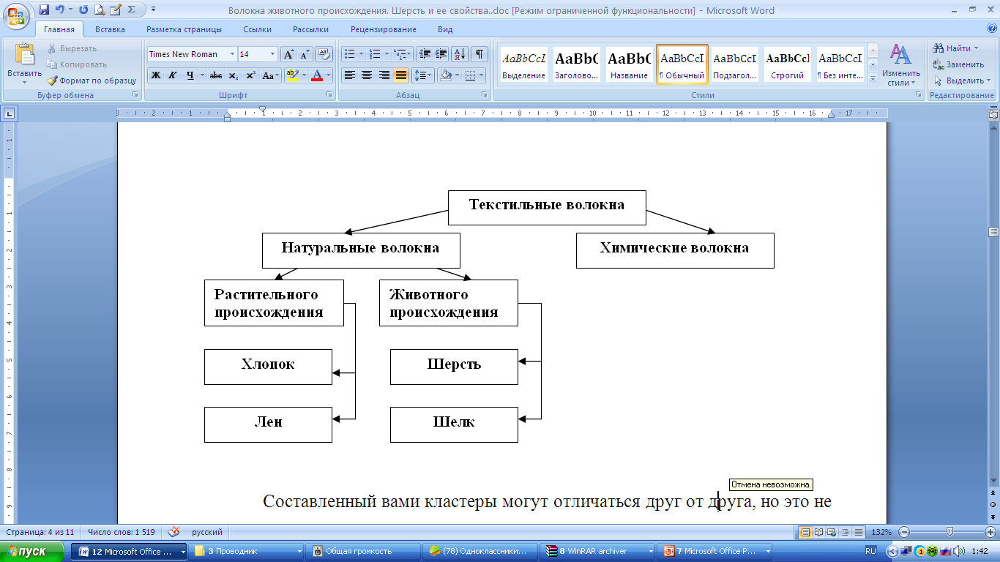 Волокна животного происхождения. Шерсть и ее свойства..doc [Режим ограниченной функциональности] - Microsoft Word
Главная Вставка Разметка страницы Ссылки Рассылки Рецензирование Вид
Вставить
Вырезать
Копировать
Формат по образцу
Буфер обмена
Times New Roman 14
Ж К Ч abc x₂ x² Aa
Шрифт
Абзац
AaBbCcI AaBbC AaBbC AaBbCcI AaBbCcI AaBbCcI AaBbCcI
Выделение Заголово... Название ¶ Обычный Подзагол... Строгий ¶ Без инте...
Стили
Изменить стили
Найти
Заменить
Выделить
Редактирование
3 2 1 1 2 3 4 5 6 7 8 9 10 11 12 13 14 15 16 17
Текстильные волокна
Натуральные волокна
Химические волокна
Растительного
происхождения
Животного
происхождения
Хлопок
Шерсть
Лен
Шелк
Отмена невозможна.
Составленный вами кластеры могут отличаться друг от друга, но это не
Страница: 4 из 11 Число слов: 1 519 русский 132%
пуск 12 Microsoft Office ... 3 Проводник Общая громкость (78) Одноклассники... 8 WinRAR archiver 7 Microsoft Office P... RU 1:42